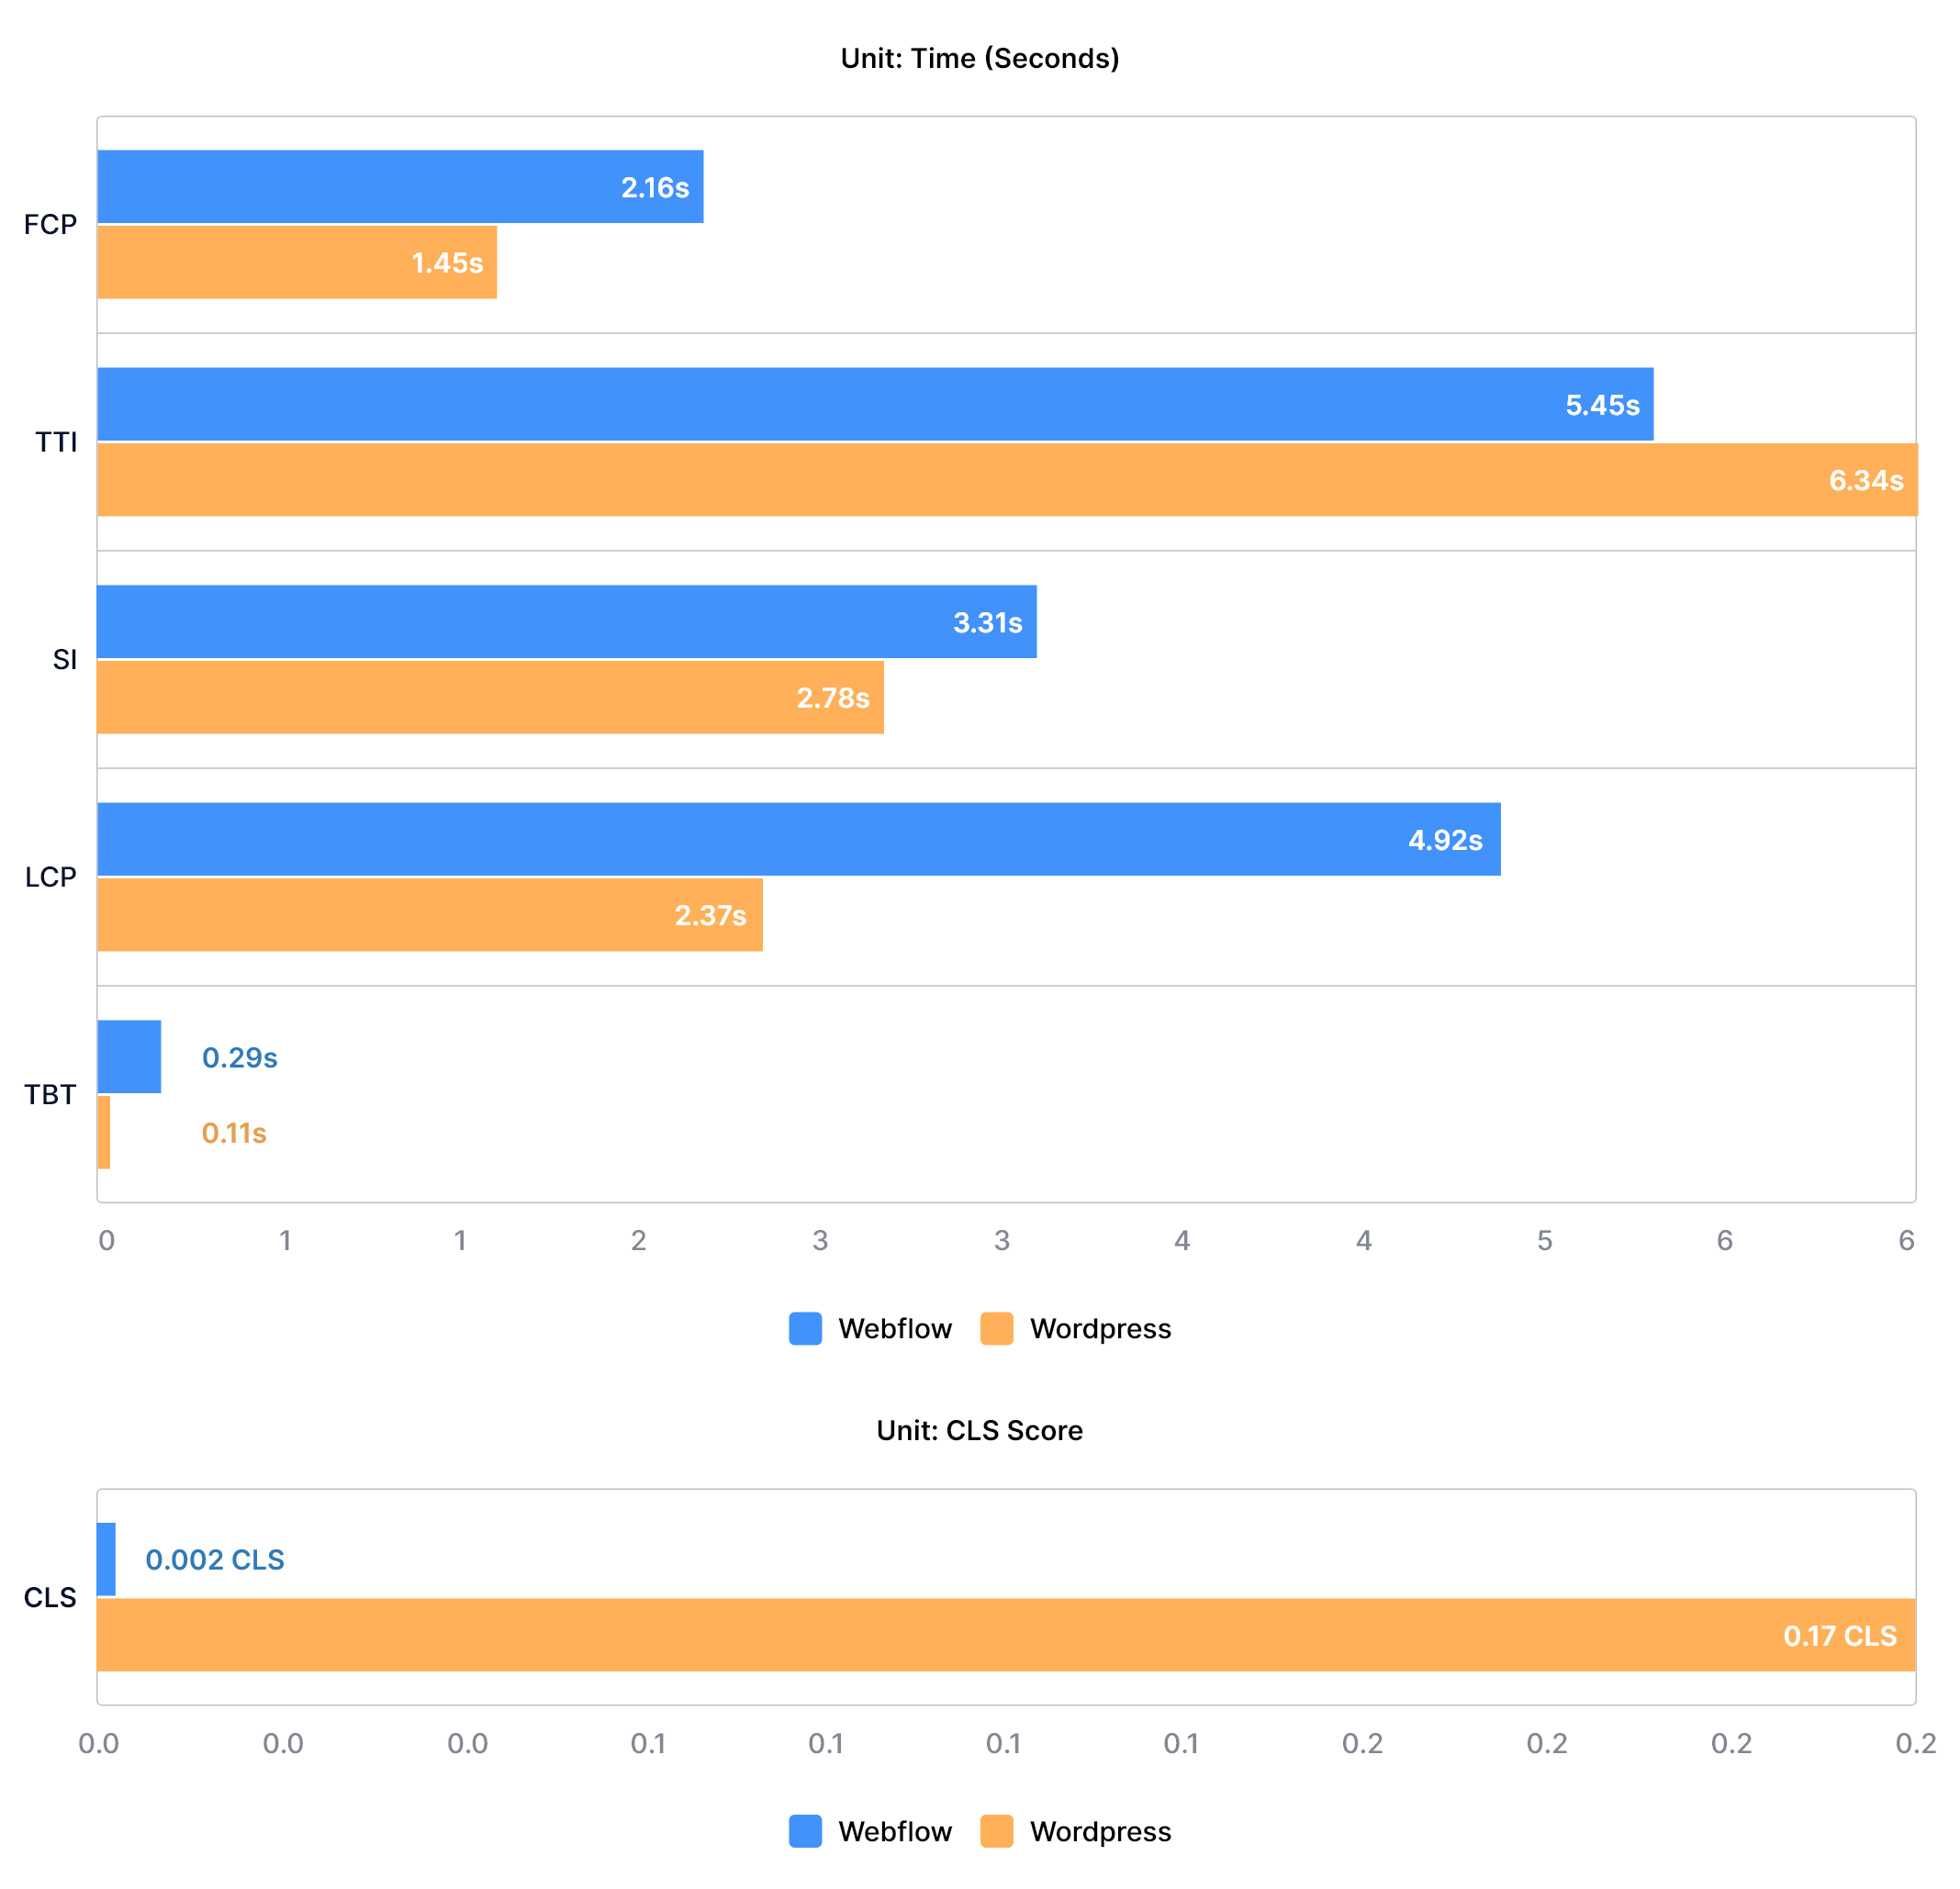 Unit: Time (Seconds)
FCP
2.16s
1.45s
TTI
5.45s
6.34s
SI
3.31s
2.78s
LCP
4.92s
2.37s
TBT
0.29s
0.11s
0 1 1 2 3 3 4 4 5 6 6
Webflow Wordpress
Unit: CLS Score
CLS
0.002 CLS
0.17 CLS
0.0 0.0 0.0 0.1 0.1 0.1 0.1 0.2 0.2 0.2 0.2
Webflow Wordpress